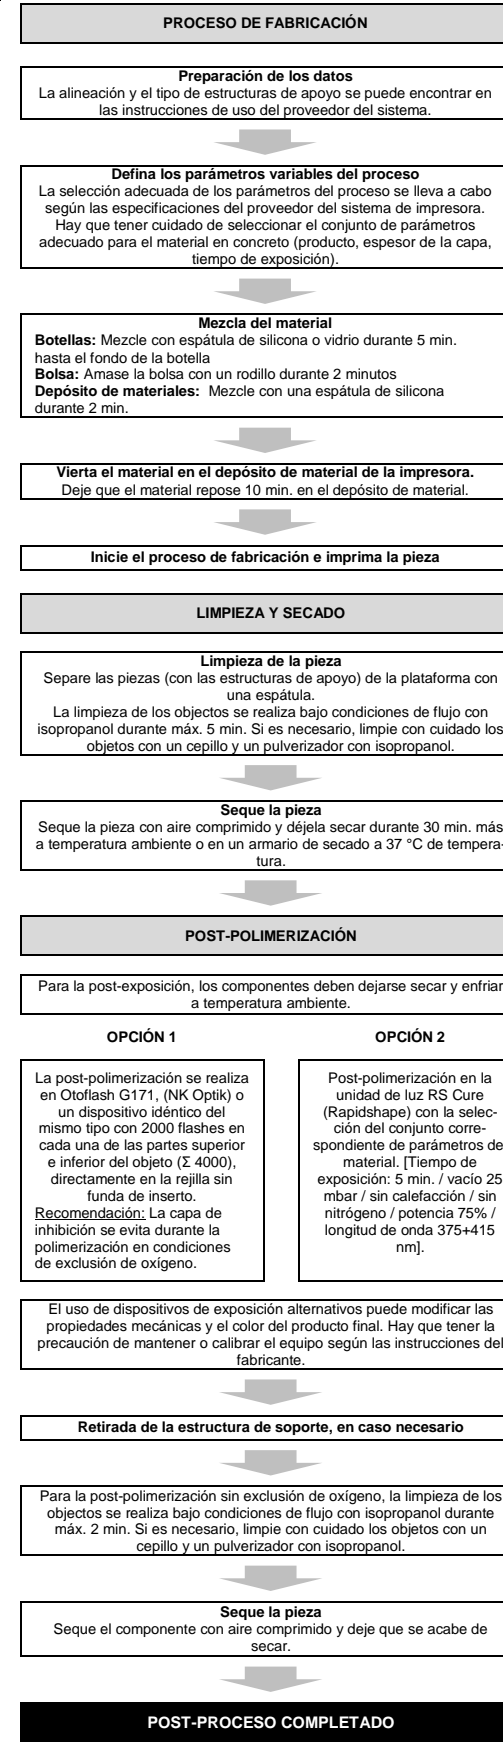 PROCESO DE FABRICACIÓN
Preparación de los datos
La alineación y el tipo de estructuras de apoyo se puede encontrar en
las instrucciones de uso del proveedor del sistema.
Defina los parámetros variables del proceso
La selección adecuada de los parámetros del proceso se lleva a cabo
según las especificaciones del proveedor del sistema de impresora.
Hay que tener cuidado de seleccionar el conjunto de parámetros
adecuado para el material en concreto (producto, espesor de la capa,
tiempo de exposición).
Mezcla del material
Botellas: Mezcle con espátula de silicona o vidrio durante 5 min.
hasta el fondo de la botella
Bolsa: Amase la bolsa con un rodillo durante 2 minutos
Depósito de materiales: Mezcle con una espátula de silicona
durante 2 min.
Vierta el material en el depósito de material de la impresora.
Deje que el material repose 10 min. en el depósito de material.
Inicie el proceso de fabricación e imprima la pieza
LIMPIEZA Y SECADO
Limpieza de la pieza
Separe las piezas (con las estructuras de apoyo) de la plataforma con
una espátula.
La limpieza de los objectos se realiza bajo condiciones de flujo con
isopropanol durante máx. 5 min. Si es necesario, limpie con cuidado los
objetos con un cepillo y un pulverizador con isopropanol.
Seque la pieza
Seque la pieza con aire comprimido y déjela secar durante 30 min. más
a temperatura ambiente o en un armario de secado a 37 °C de tempera-
tura.
POST-POLIMERIZACIÓN
Para la post-exposición, los componentes deben dejarse secar y enfriar
a temperatura ambiente.
OPCIÓN 1
La post-polimerización se realiza
en Otoflash G171, (NK Optik) o
un dispositivo idéntico del
mismo tipo con 2000 flashes en
cada una de las partes superior
e inferior del objeto (Σ 4000),
directamente en la rejilla sin
funda de inserto.
Recomendación: La capa de
inhibición se evita durante la
polimerización en condiciones
de exclusión de oxígeno.
OPCIÓN 2
Post-polimerización en la
unidad de luz RS Cure
(Rapidshape) con la selec-
ción del conjunto corre-
spondiente de parámetros de
material. [Tiempo de
exposición: 5 min. / vacío 25
mbar / sin calefacción / sin
nitrógeno / potencia 75% /
longitud de onda 375+415
nm].
El uso de dispositivos de exposición alternativos puede modificar las
propiedades mecánicas y el color del producto final. Hay que tener la
precaución de mantener o calibrar el equipo según las instrucciones del
fabricante.
Retirada de la estructura de soporte, en caso necesario
Para la post-polimerización sin exclusión de oxígeno, la limpieza de los
objectos se realiza bajo condiciones de flujo con isopropanol durante
máx. 2 min. Si es necesario, limpie con cuidado los objetos con un
cepillo y un pulverizador con isopropanol.
Seque la pieza
Seque el componente con aire comprimido y deje que se acabe de
secar.
POST-PROCESO COMPLETADO